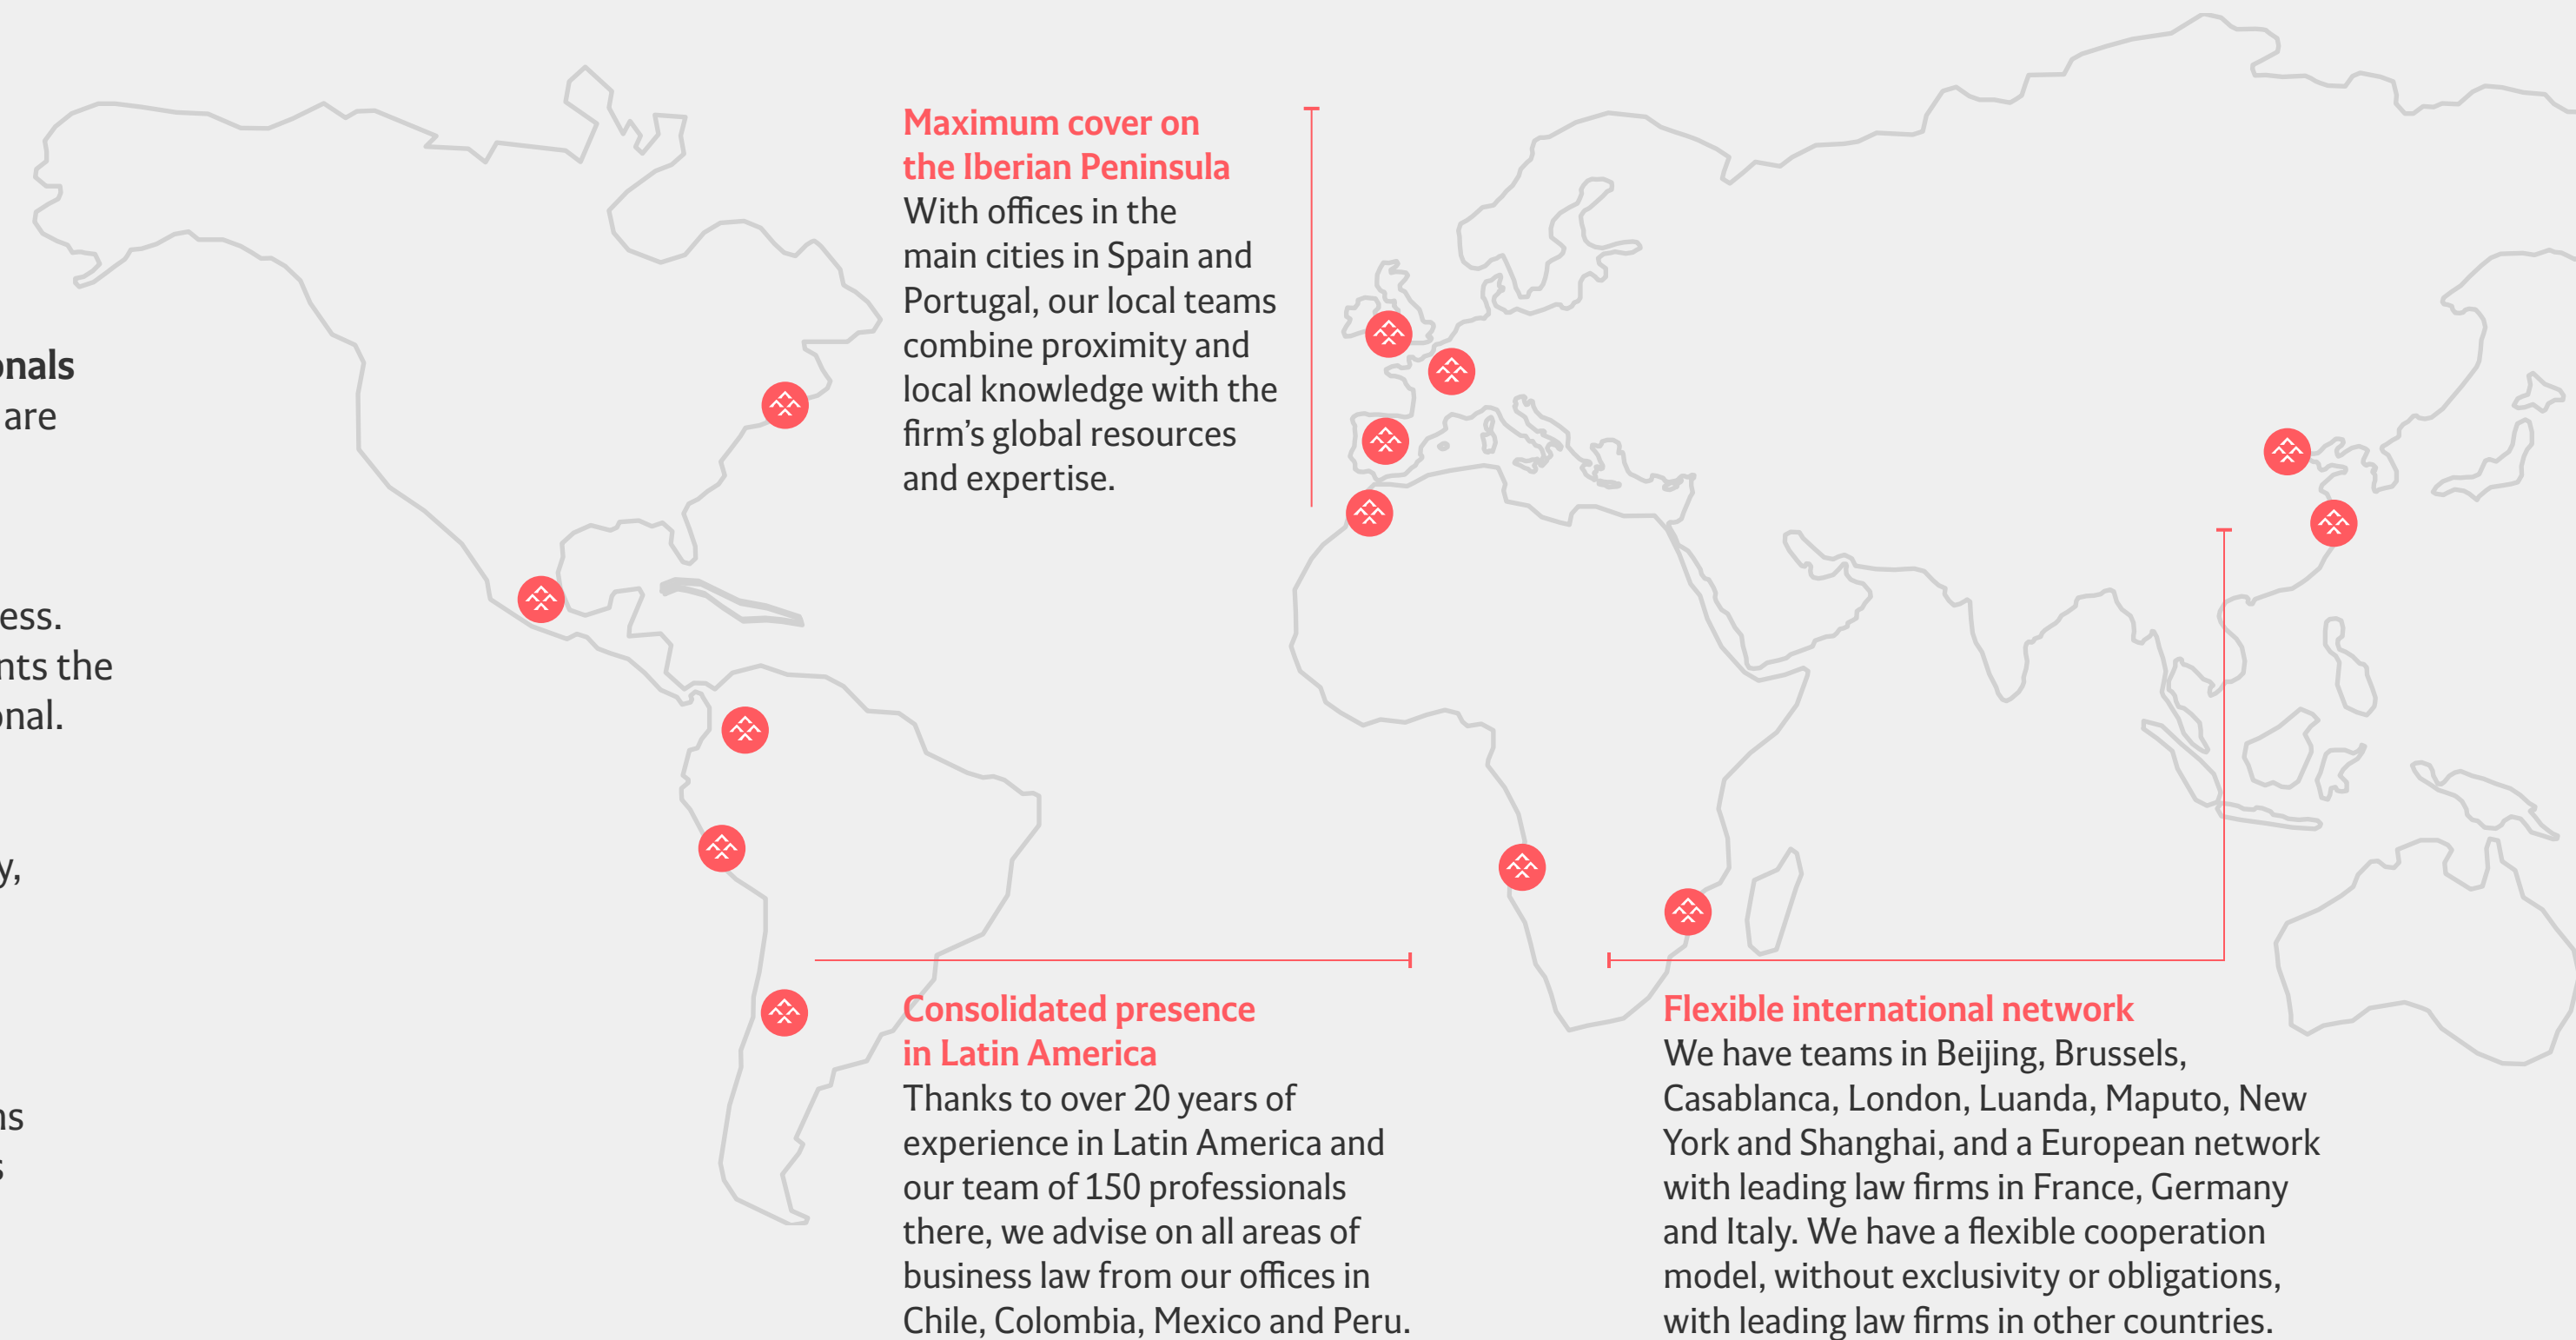 onals
are
ess.
nts the
onal.
y,
ns
s
Maximum cover on
the Iberian Peninsula
With offices in the
main cities in Spain and
Portugal, our local teams
combine proximity and
local knowledge with the
firm’s global resources
and expertise.
Consolidated presence
in Latin America
Thanks to over 20 years of
experience in Latin America and
our team of 150 professionals
there, we advise on all areas of
business law from our offices in
Chile, Colombia, Mexico and Peru.
Flexible international network
We have teams in Beijing, Brussels,
Casablanca, London, Luanda, Maputo, New
York and Shanghai, and a European network
with leading law firms in France, Germany
and Italy. We have a flexible cooperation
model, without exclusivity or obligations,
with leading law firms in other countries.